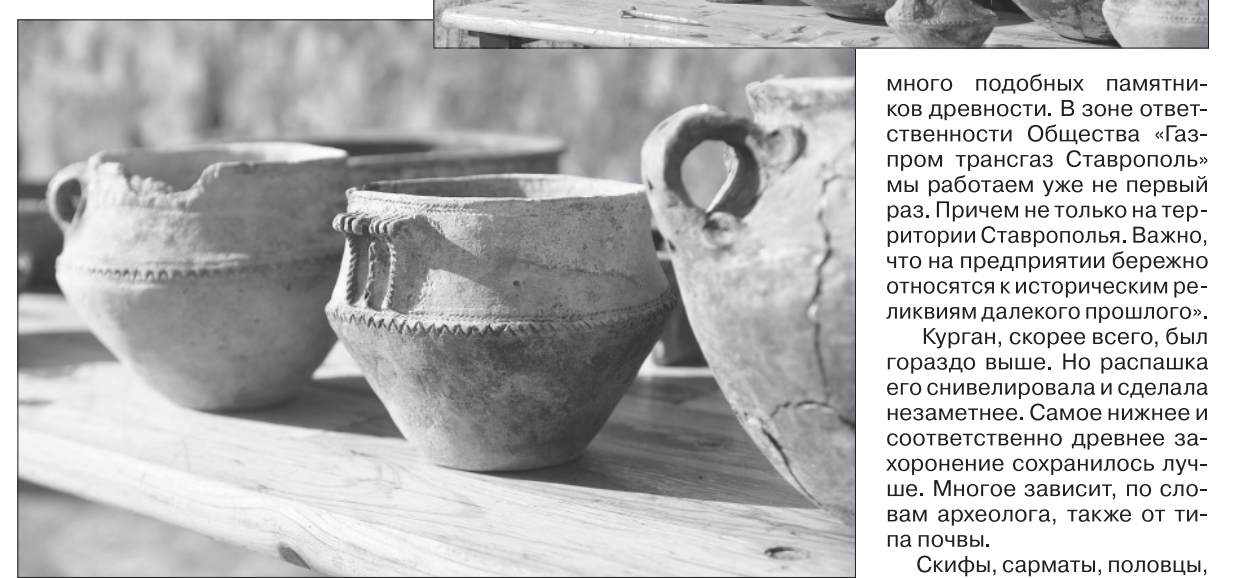 много подобных памятни-
ков древности. В зоне ответ-
ственности Общества «Газ-
пром трансгаз Ставрополь»
мы работаем уже не первый
раз. Причем не только на тер-
ритории Ставрополья. Важно,
что на предприятии бережно
относятся к историческим ре-
ликвиям далекого прошлого».
Курган, скорее всего, был
гораздо выше. Но распашка
его снивелировала и сделала
незаметнее. Самое нижнее и
соответственно древнее за-
хоронение сохранилось луч-
ше. Многое зависит, по сло-
вам археолога, также от ти-
па почвы.
Скифы, сарматы, половцы,